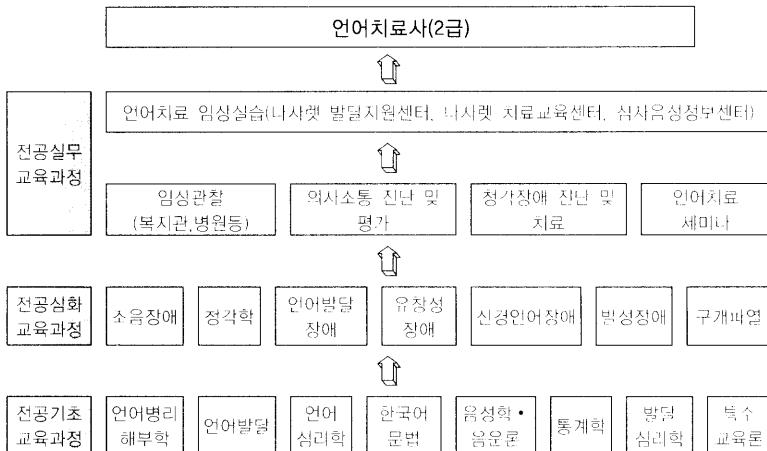 언어치료사(2급)
전공실무
교육과정
언어치료 임상실습(나사렛 발달지원센터, 나사렛 치료교육센터, 심사음성정보센터)
임상관찰
(복지관,병원등)
의사소통 진단 및
평가
청각장애 진단 및
치료
언어치료
세미나
전공심화
교육과정
조음장애
청각학
언어발달
장애
유창성
장애
신경언어장애
발성장애
구개파열
전공기초
교육과정
언어병리
해부학
언어발달
언어
심리학
한국어
문법
음성학•
음운론
통계학
발달
심리학
특수
교육론